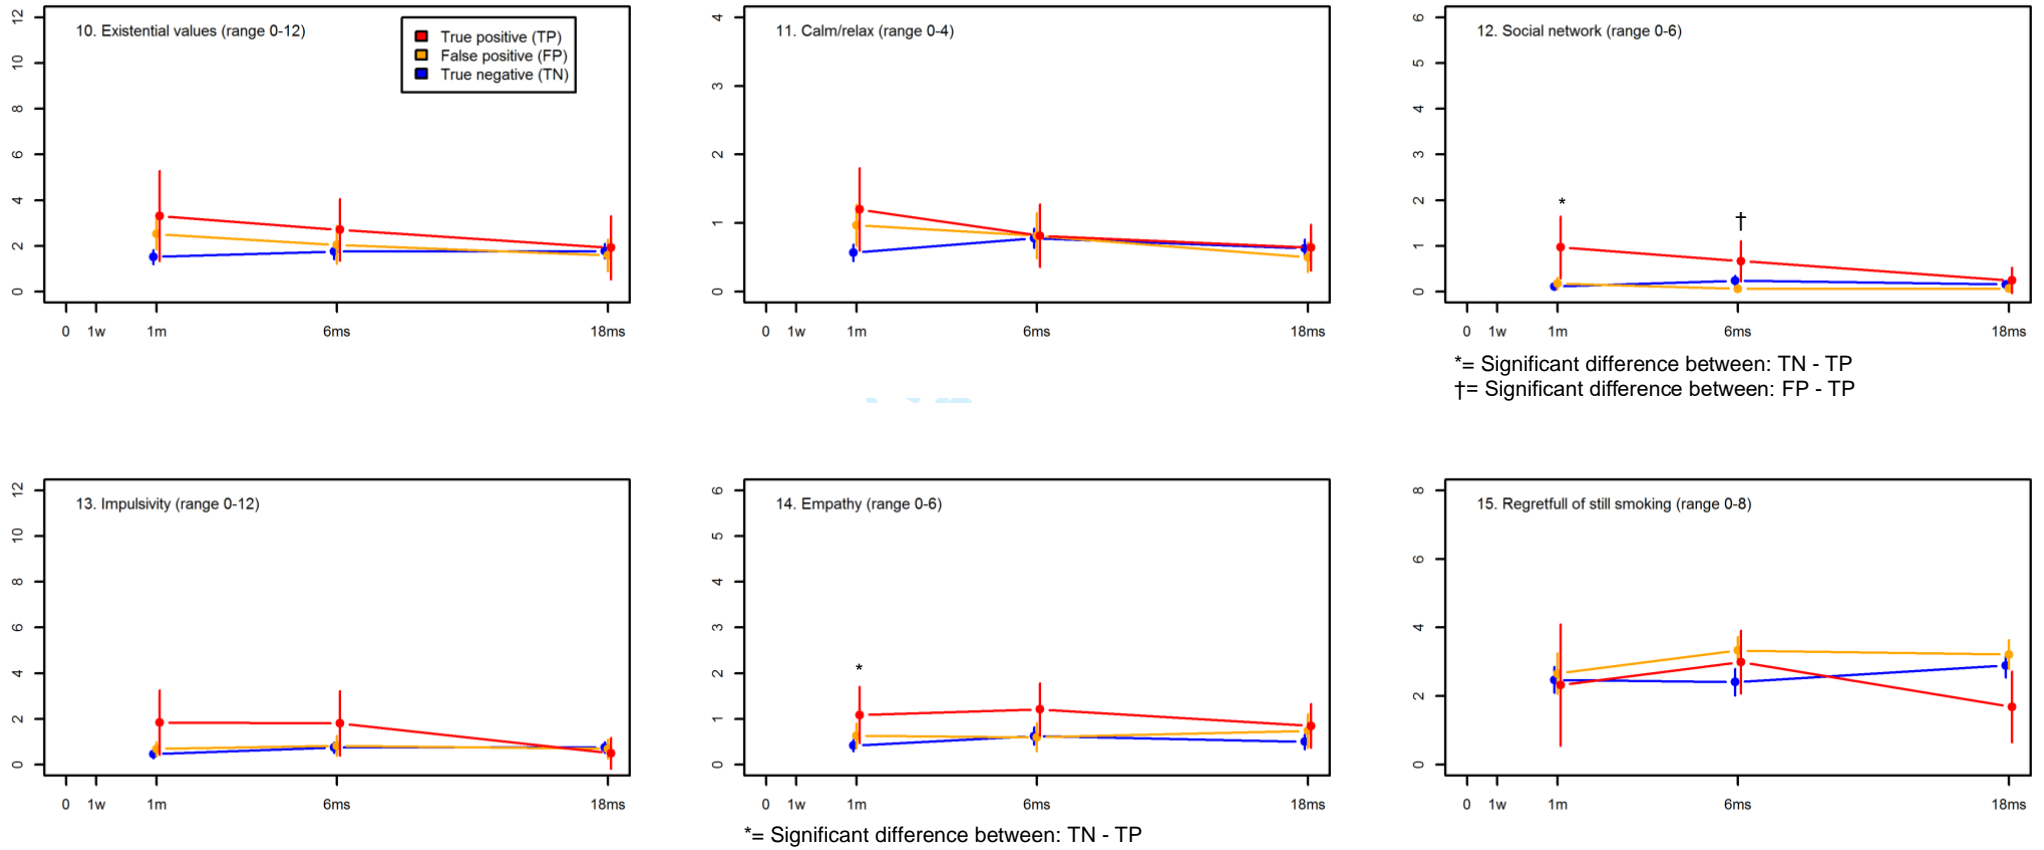 10. Existential values (range 0-12)
True positive (TP)
False positive (FP)
True negative (TN)
12
10
8
6
4
2
0
0 1w 1m 6ms 18ms
11. Calm/relax (range 0-4)
4
3
2
1
0
0 1w 1m 6ms 18ms
12. Social network (range 0-6)
6
5
4
3
2
1
0
*
†
0 1w 1m 6ms 18ms
*= Significant difference between: TN - TP
†= Significant difference between: FP - TP
13. Impulsivity (range 0-12)
12
10
8
6
4
2
0
0 1w 1m 6ms 18ms
14. Empathy (range 0-6)
6
5
4
3
2
1
0
*
0 1w 1m 6ms 18ms
*= Significant difference between: TN - TP
15. Regretfull of still smoking (range 0-8)
8
6
4
2
0
0 1w 1m 6ms 18ms